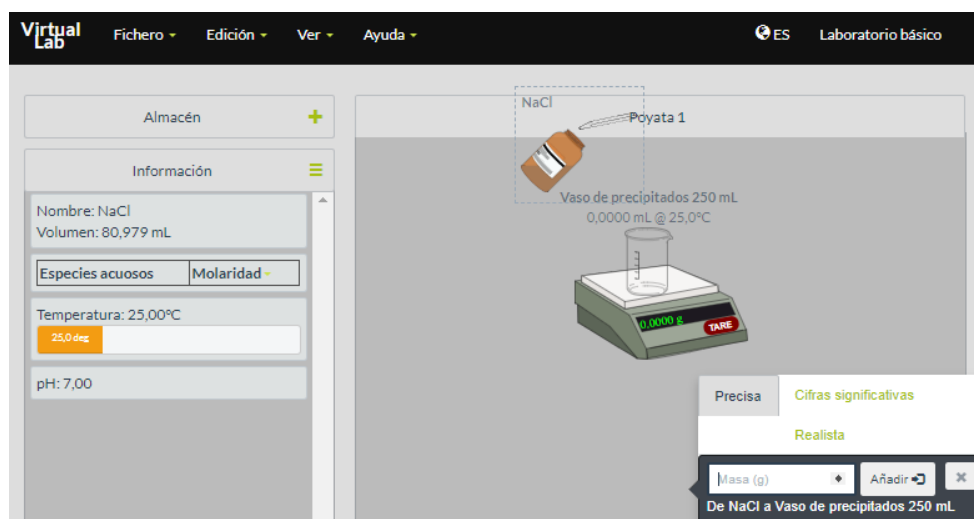 Virtual Lab Fichero Edición Ver Ayuda ES Laboratorio básico
Almacén
Información
Nombre: NaCl
Volumen: 80,979 mL
Especies acuosos Molaridad
Temperatura: 25,00ºC
25,0 deg
pH: 7,00
Poyata 1
NaCl
Vaso de precipitados 250 mL
0,0000 mL @ 25,0ºC
0.0000 g TARE
Precisa Cifras significativas
Realista
Masa (g) Añadir
De NaCl a Vaso de precipitados 250 mL